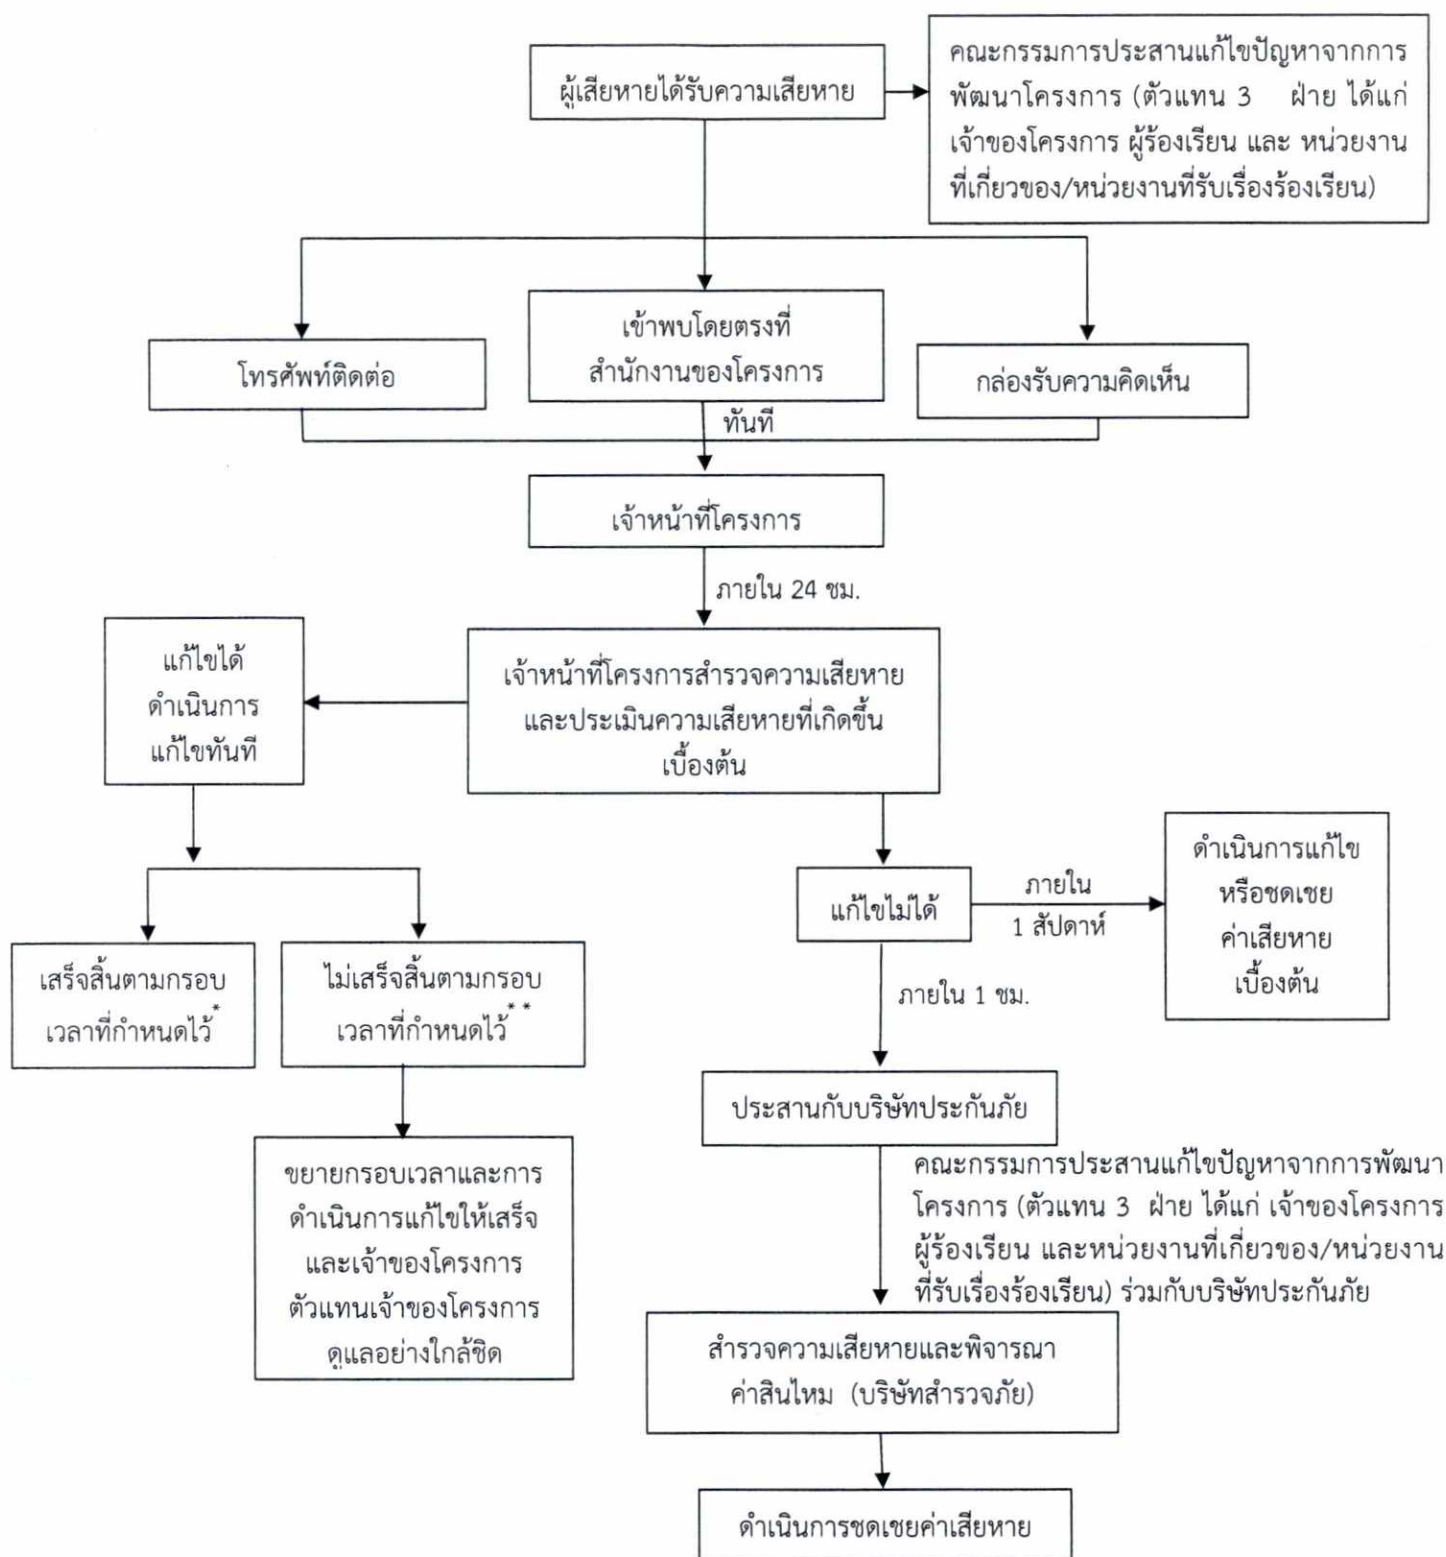 ผู้เสียหายได้รับความเสียหาย
คณะกรรมการประสานแก้ไขปัญหาจากการ
พัฒนาโครงการ (ตัวแทน 3 ฝ่าย ได้แก่
เจ้าของโครงการ ผู้ร้องเรียน และ หน่วยงาน
ที่เกี่ยวของ/หน่วยงานที่รับเรื่องร้องเรียน)
โทรศัพท์ติดต่อ
เข้าพบโดยตรงที่
สำนักงานของโครงการ
กล่องรับความคิดเห็น
ทันที
เจ้าหน้าที่โครงการ
ภายใน 24 ชม.
แก้ไขได้
ดำเนินการ
แก้ไขทันที
เจ้าหน้าที่โครงการสำรวจความเสียหาย
และประเมินความเสียหายที่เกิดขึ้น
เบื้องต้น
แก้ไขไม่ได้
ภายใน
1 สัปดาห์
ดำเนินการแก้ไข
หรือชดเชย
ค่าเสียหาย
เบื้องต้น
เสร็จสิ้นตามกรอบ
เวลาที่กำหนดไว้*
ไม่เสร็จสิ้นตามกรอบ
เวลาที่กำหนดไว้**
ภายใน 1 ชม.
ประสานกับบริษัทประกันภัย
ขยายกรอบเวลาและการ
ดำเนินการแก้ไขให้เสร็จ
และเจ้าของโครงการ
ตัวแทนเจ้าของโครงการ
ดูแลอย่างใกล้ชิด
คณะกรรมการประสานแก้ไขปัญหาจากการพัฒนา
โครงการ (ตัวแทน 3 ฝ่าย ได้แก่ เจ้าของโครงการ
ผู้ร้องเรียน และหน่วยงานที่เกี่ยวของ/หน่วยงาน
ที่รับเรื่องร้องเรียน) ร่วมกับบริษัทประกันภัย
สำรวจความเสียหายและพิจารณา
ค่าสินไหม (บริษัทสำรวจภัย)
ดำเนินการชดเชยค่าเสียหาย